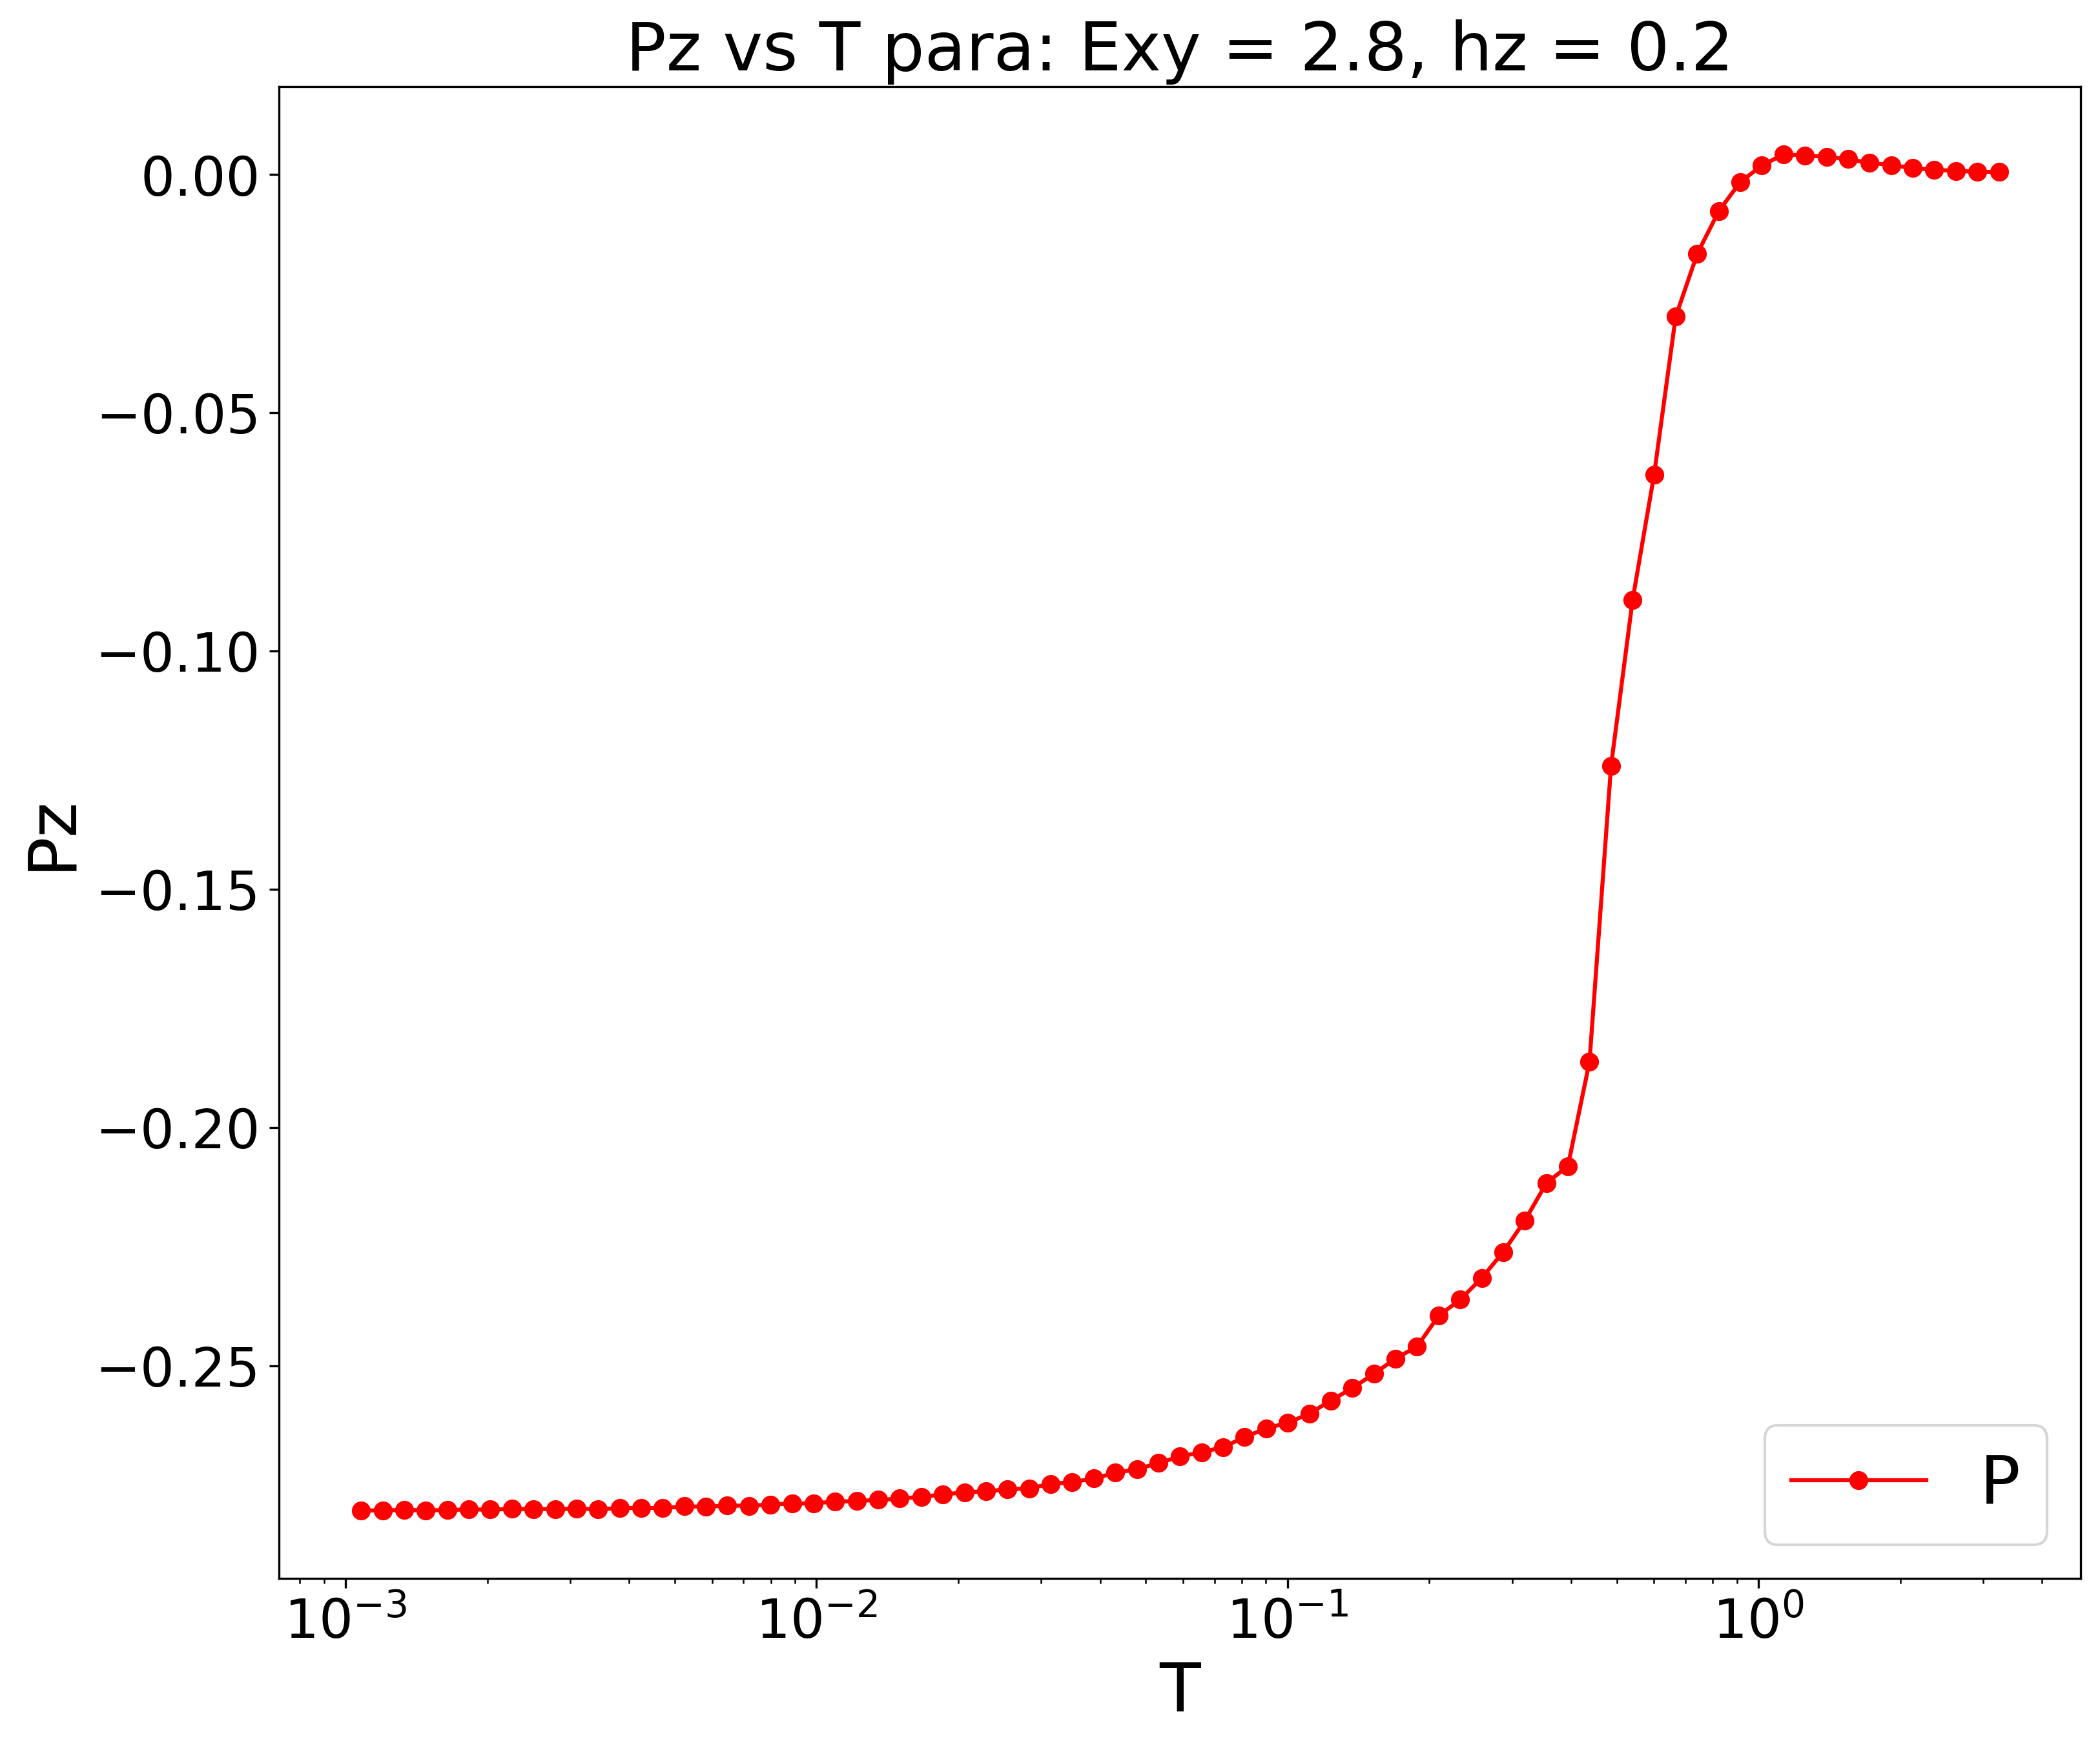 Pz vs T para: Exy = 2.8, hz = 0.2
0.00
−0.05
−0.10
−0.15
−0.20
−0.25
Pz
10⁻³ 10⁻² 10⁻¹ 10⁰
T
P